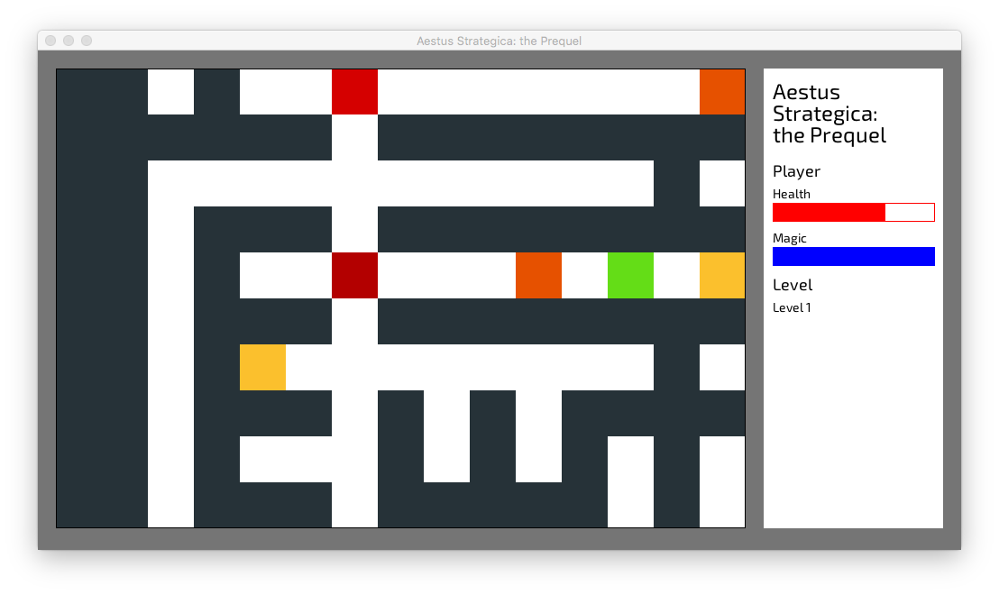 Aestus Strategica: the Prequel
Aestus
Strategica:
the Prequel
Player
Health
Magic
Level
Level 1